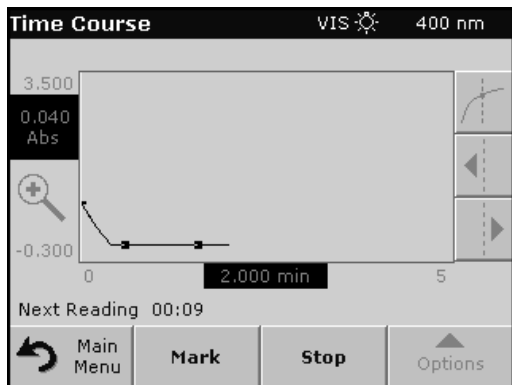 Time Course VIS 400 nm
3.500
0.040
Abs
-0.300
0 2.000 min 5
Next Reading 00:09
Main
Menu
Mark
Stop
Options